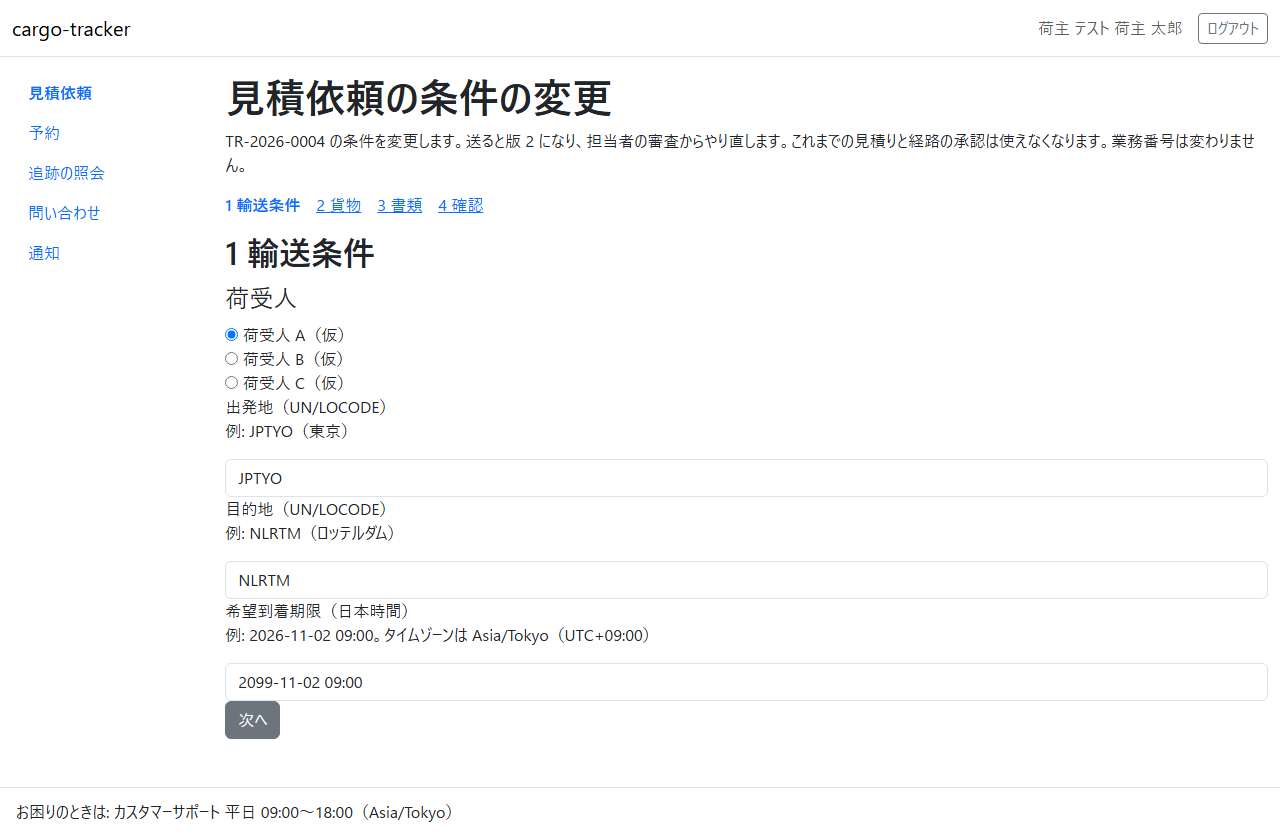 cargo-tracker
荷主 テスト 荷主 太郎
ログアウト
見積依頼
予約
追跡の照会
問い合わせ
通知
見積依頼の条件の変更
TR-2026-0004 の条件を変更します。送ると版 2 になり、担当者の審査からやり直します。これまでの見積りと経路の承認は使えなくなります。業務番号は変わりませ
ん。
1 輸送条件 2 貨物 3 書類 4 確認
1 輸送条件
荷受人
荷受人 A（仮）
荷受人 B（仮）
荷受人 C（仮）
出発地（UN/LOCODE）
例: JPTYO（東京）
JPTYO
目的地（UN/LOCODE）
例: NLRTM（ロッテルダム）
NLRTM
希望到着期限（日本時間）
例: 2026-11-02 09:00。タイムゾーンは Asia/Tokyo（UTC+09:00）
2099-11-02 09:00
次へ
お困りのときは: カスタマーサポート 平日 09:00～18:00（Asia/Tokyo）